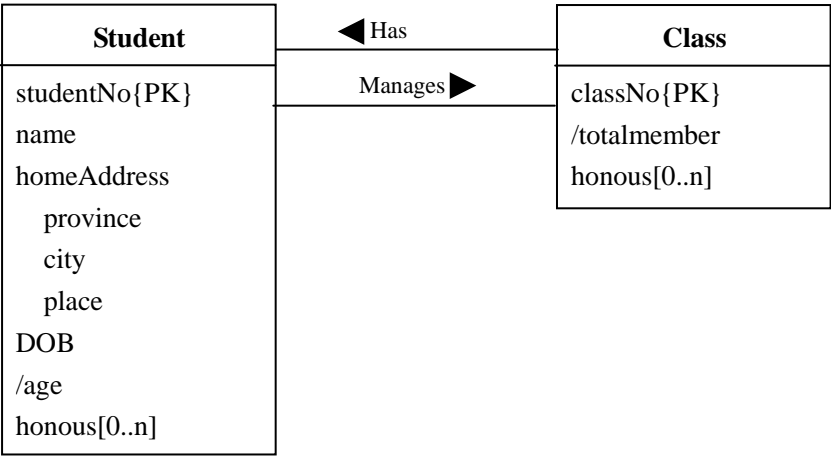 Student
studentNo{PK}
name
homeAddress
province
city
place
DOB
/age
honous[0..n]
Has
Manages
Class
classNo{PK}
/totalmember
honous[0..n]